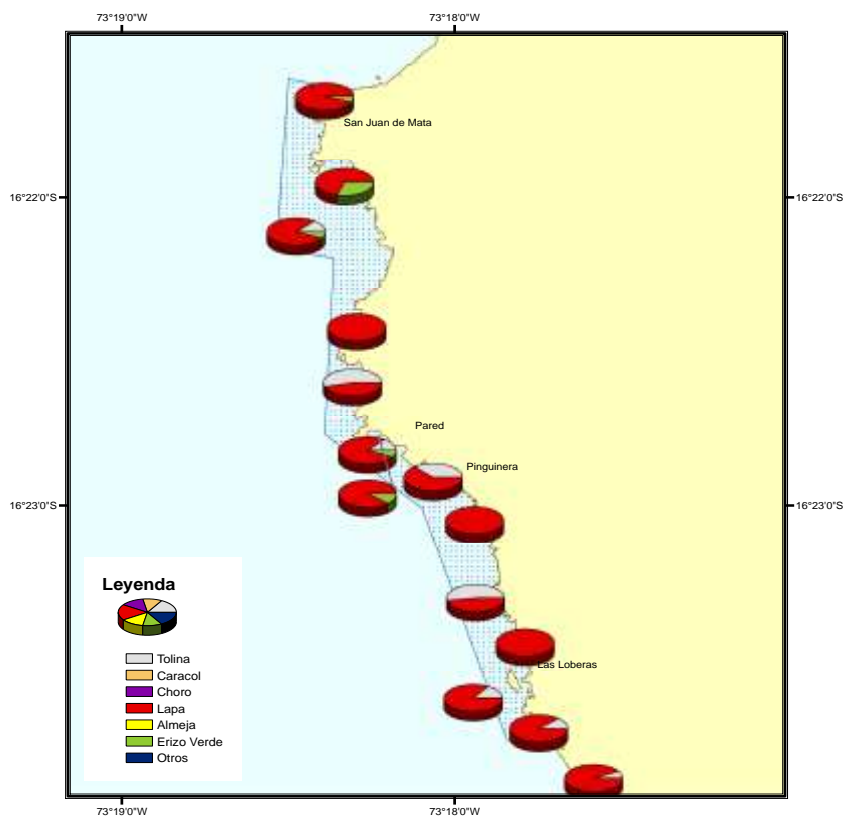 73°19'0"W 73°18'0"W
San Juan de Mata
16°22'0"S 16°22'0"S
Pared
Pinguinera
16°23'0"S 16°23'0"S
Leyenda
Tolina
Las Loberas
Caracol
Choro
Lapa
Almeja
Erizo Verde
Otros
73°19'0"W 73°18'0"W